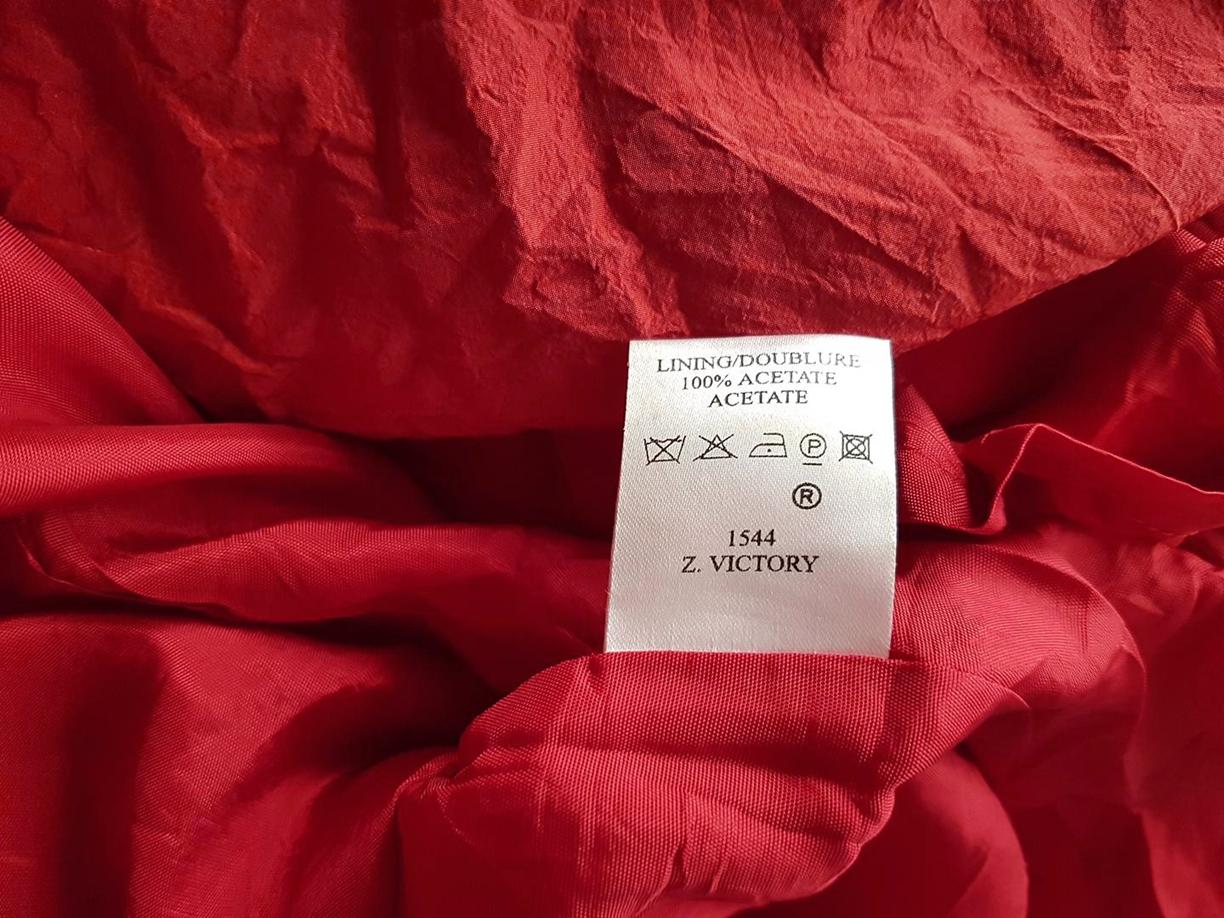 LINING/DOUBLURE
100% ACETATE
ACETATE
P
®
1544
Z. VICTORY